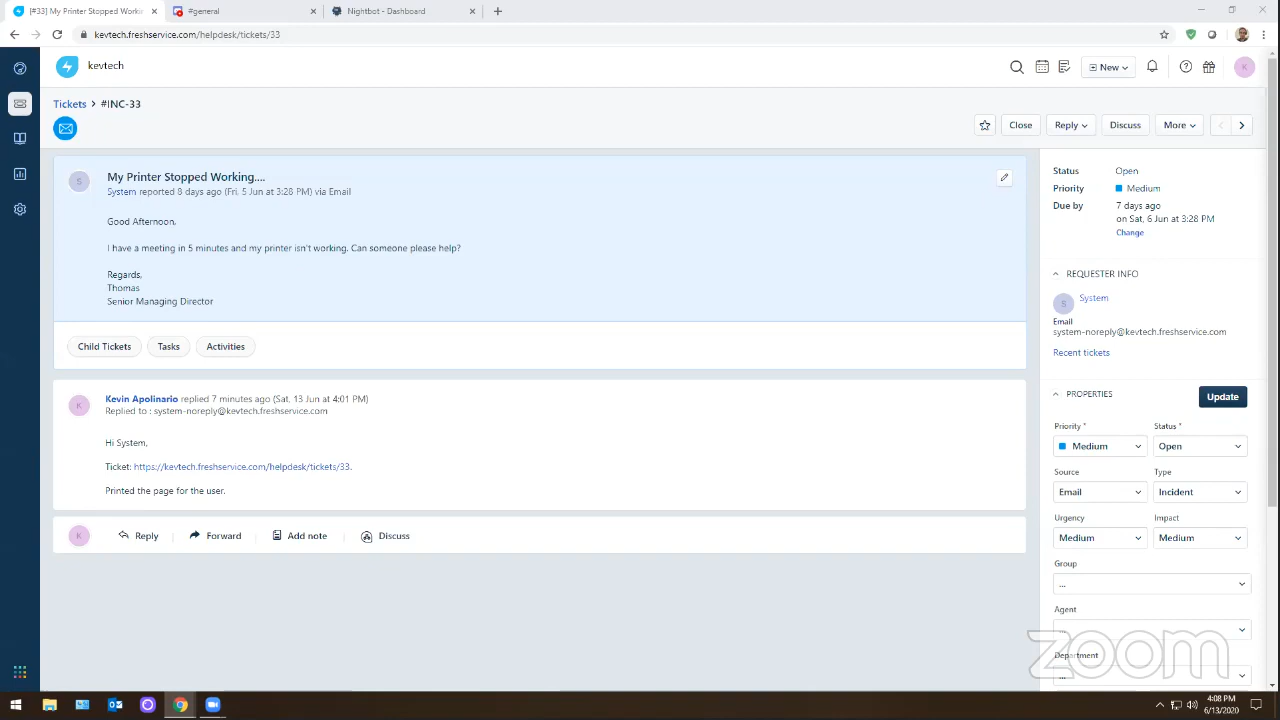 [#33] My Printer Stopped Workin
#general
Nightbot - Dashboard
kevtech.freshservice.com/helpdesk/tickets/33
kevtech
New
K
Tickets > #INC-33
Close
Reply
Discuss
More
S
My Printer Stopped Working....
System reported 8 days ago (Fri, 5 Jun at 3:28 PM) via Email
Good Afternoon,
I have a meeting in 5 minutes and my printer isn't working. Can someone please help?
Regards,
Thomas
Senior Managing Director
Child Tickets
Tasks
Activities
K
Kevin Apolinario replied 7 minutes ago (Sat, 13 Jun at 4:01 PM)
Replied to : system-noreply@kevtech.freshservice.com
Hi System,
Ticket: https://kevtech.freshservice.com/helpdesk/tickets/33.
Printed the page for the user.
K
Reply
Forward
Add note
Discuss
Status Open
Priority Medium
Due by 7 days ago
on Sat, 6 Jun at 3:28 PM
Change
REQUESTER INFO
S
System
Email
system-noreply@kevtech.freshservice.com
Recent tickets
PROPERTIES
Update
Priority * Status *
Medium Open
Source Type
Email Incident
Urgency Impact
Medium Medium
Group
...
Agent
...
Department
...
zoom
4:08 PM
6/13/2020